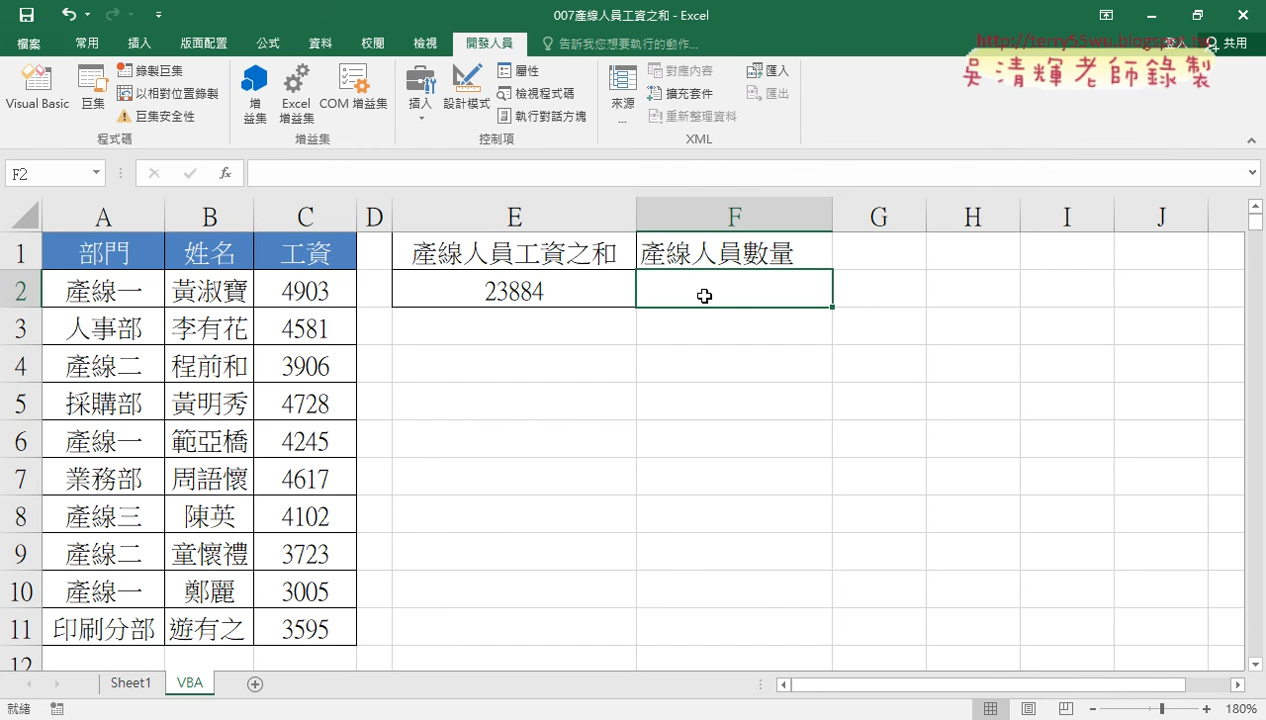 007產線人員工資之和 - Excel
http://terry55wu.blogspot.tw
吳清輝老師錄製
檔案 常用 插入 版面配置 公式 資料 校閱 檢視 開發人員 告訴我您想要執行的動作... 登入 共用
Visual Basic 巨集 錄製巨集 以相對位置錄製 巨集安全性
增益集 Excel 增益集 COM 增益集
插入 設計模式 屬性 檢視程式碼 執行對話方塊
來源... 對應內容 擴充套件 重新整理資料 匯入 匯出
程式碼 增益集 控制項 XML
F2 fx
A B C D E F G H I J
1 部門 姓名 工資 產線人員工資之和 產線人員數量
2 產線一 黃淑寶 4903 23884
3 人事部 李有花 4581
4 產線二 程前和 3906
5 採購部 黃明秀 4728
6 產線一 範亞橋 4245
7 業務部 周語懷 4617
8 產線三 陳英 4102
9 產線二 童懷禮 3723
10 產線一 鄭麗 3005
11 印刷分部 遊有之 3595
12
Sheet1 VBA
就緒 180%